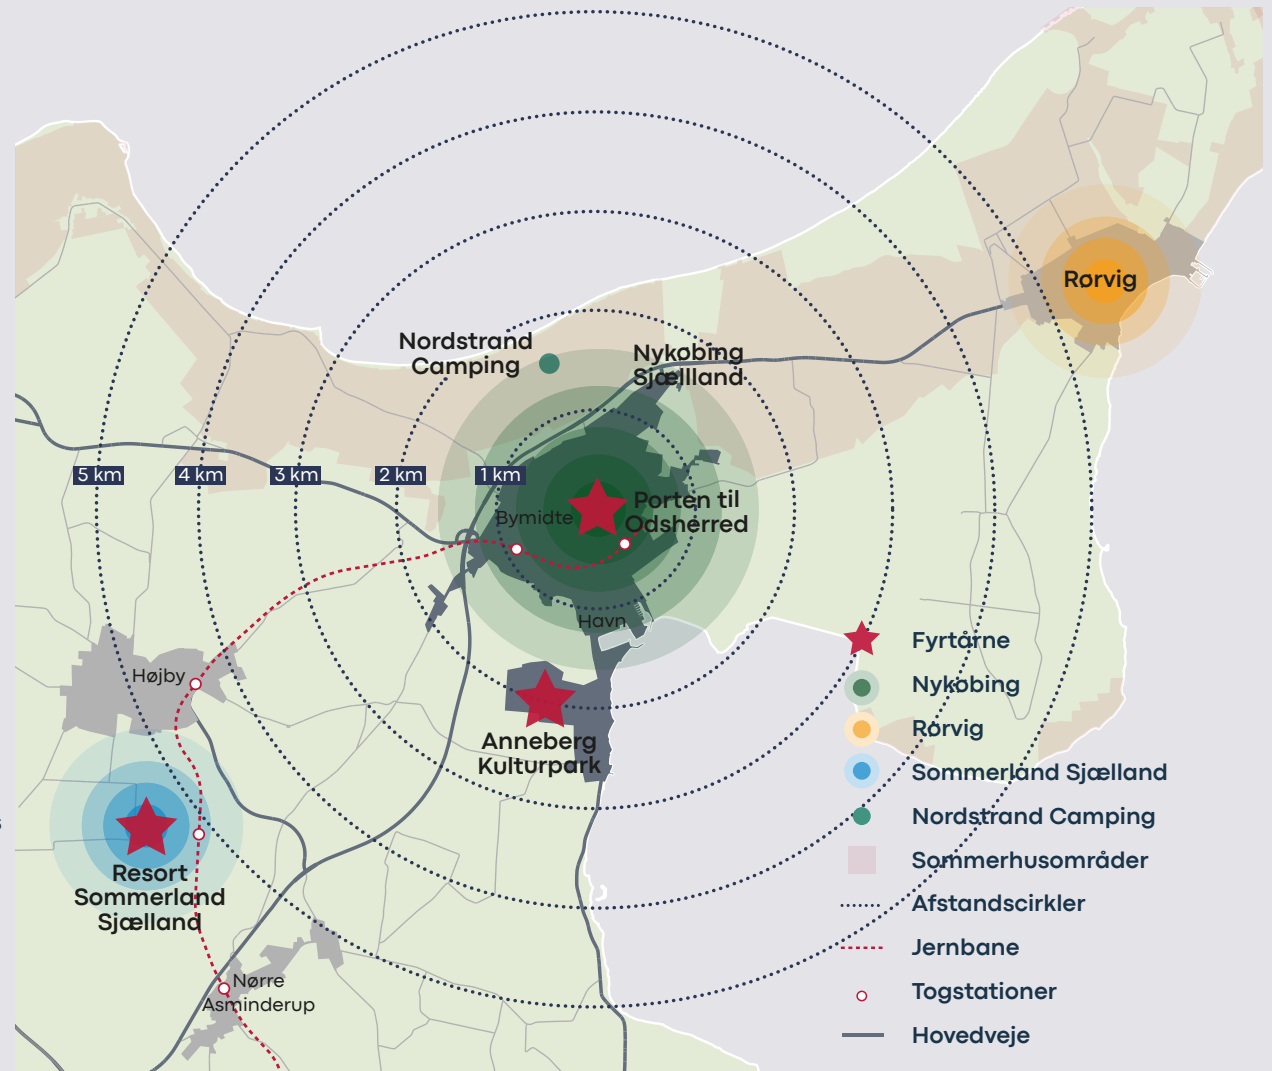 Rørvig
Nordstrand
Camping
Nykøbing
Sjællland
5 km
4 km
3 km
2 km
1 km
Porten til
Odsherred
Bymidte
Havn
Højby
Anneberg
Kulturpark
Resort
Sommerland
Sjælland
Nørre
Asminderup
Fyrtårne
Nykøbing
Rørvig
Sommerland Sjælland
Nordstrand Camping
Sommerhusområder
Afstandscirkler
Jernbane
Togstationer
Hovedveje